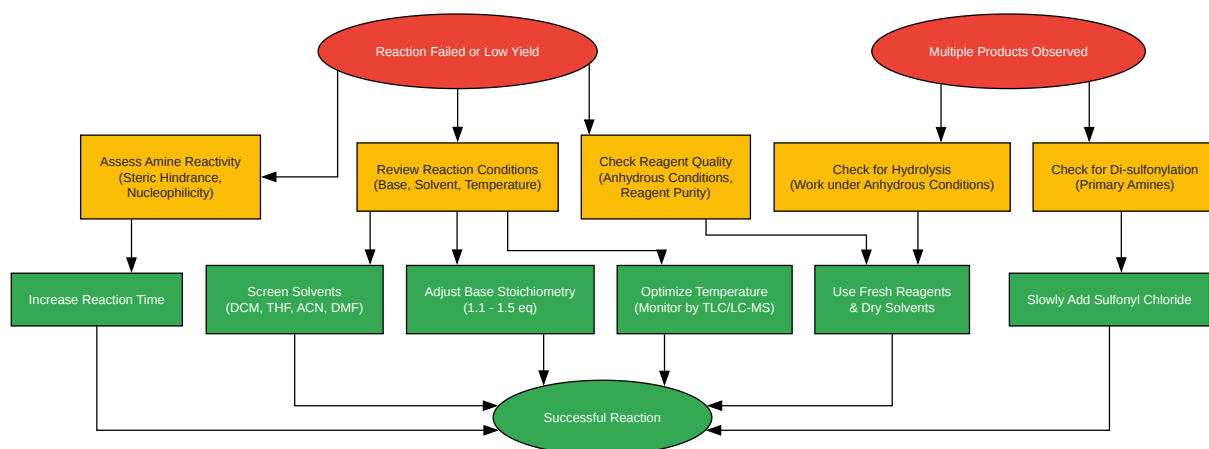 Reaction Failed or Low Yield
Multiple Products Observed
Assess Amine Reactivity
(Steric Hindrance,
Nucleophilicity)
Review Reaction Conditions
(Base, Solvent, Temperature)
Check Reagent Quality
(Anhydrous Conditions,
Reagent Purity)
Check for Hydrolysis
(Work under Anhydrous Conditions)
Check for Di-sulfonylation
(Primary Amines)
Increase Reaction Time
Screen Solvents
(DCM, THF, ACN, DMF)
Adjust Base Stoichiometry
(1.1 - 1.5 eq)
Optimize Temperature
(Monitor by TLC/LC-MS)
Use Fresh Reagents
& Dry Solvents
Slowly Add Sulfonyl Chloride
Successful Reaction